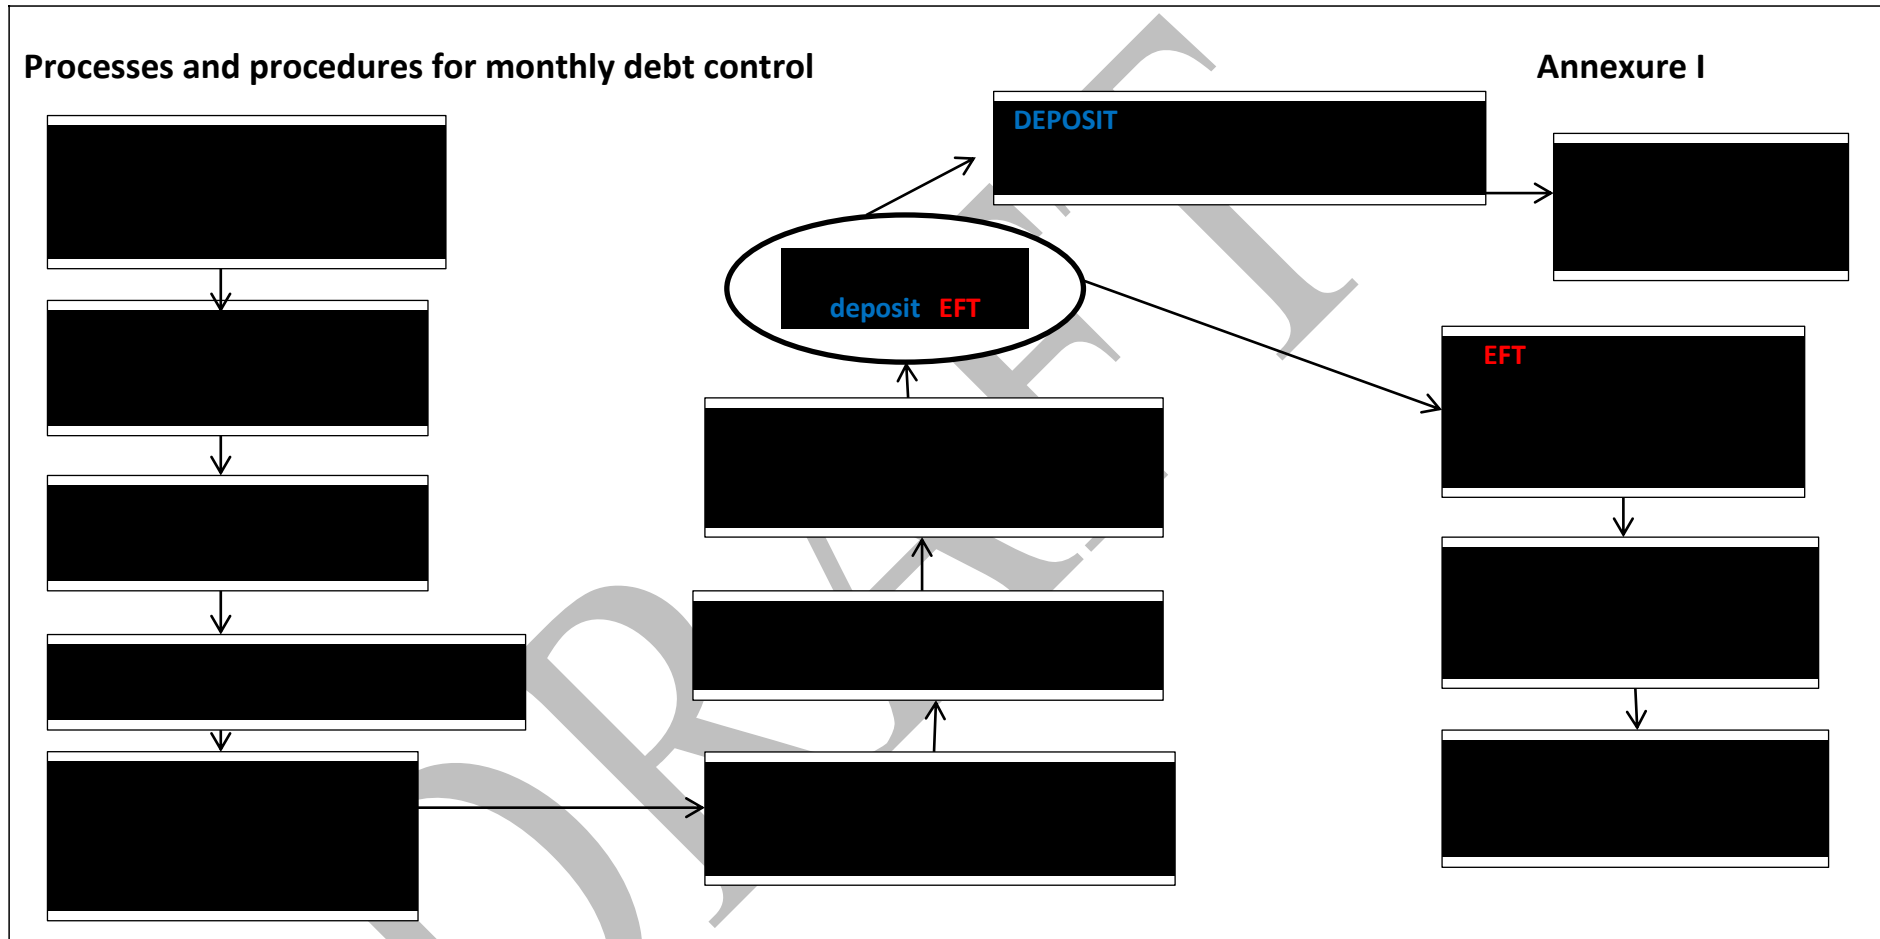 Processes and procedures for monthly debt control
Annexure I
DEPOSIT
deposit EFT
EFT
DRAFT